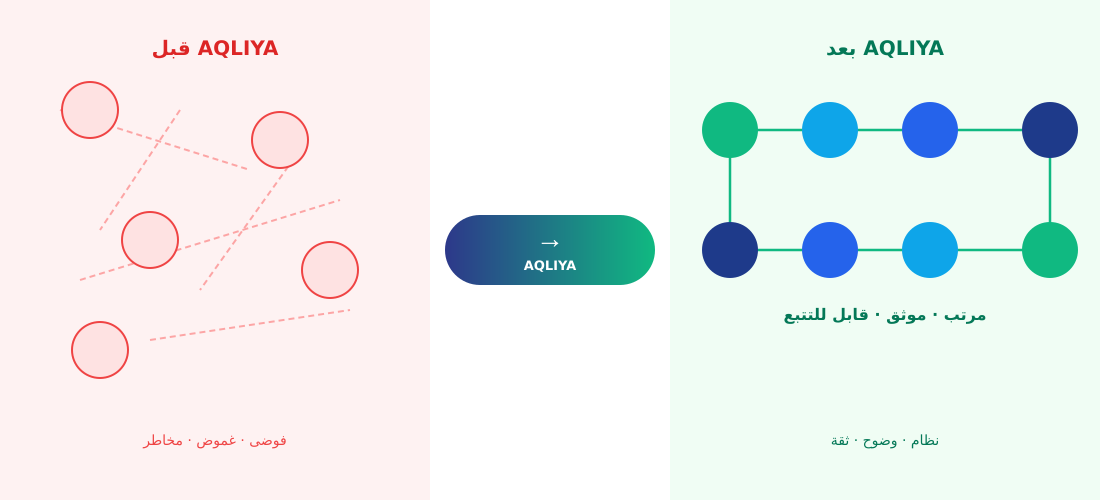 قبل AQLIYA
فوضى · غموض · مخاطر
→
AQLIYA
بعد AQLIYA
مرتب · موثق · قابل للتتبع
نظام · وضوح · ثقة